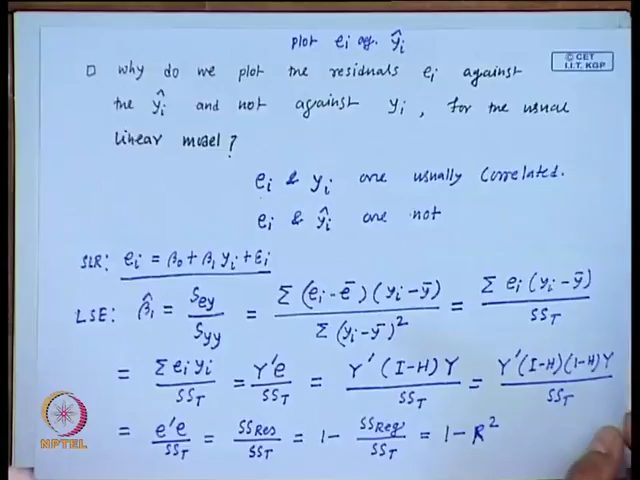 plot eᵢ ag. ŷᵢ
© CET
I.I.T. KGP
□ why do we plot the residuals eᵢ against
the ŷᵢ and not against yᵢ, for the usual
linear model?
eᵢ & yᵢ are usually correlated.
eᵢ & ŷᵢ are not
SLR: eᵢ = β₀ + β₁ yᵢ + εᵢ
LSE: β̂₁ = S_ey / S_yy = Σ (eᵢ - ē)(yᵢ - ȳ) / Σ (yᵢ - ȳ)² = Σ eᵢ (yᵢ - ȳ) / SS_T
= Σ eᵢ yᵢ / SS_T = Y'e / SS_T = Y'(I-H)Y / SS_T = Y'(I-H)(I-H)Y / SS_T
= e'e / SS_T = SS_Res / SS_T = 1 - SS_Reg / SS_T = 1 - R²
NPTEL